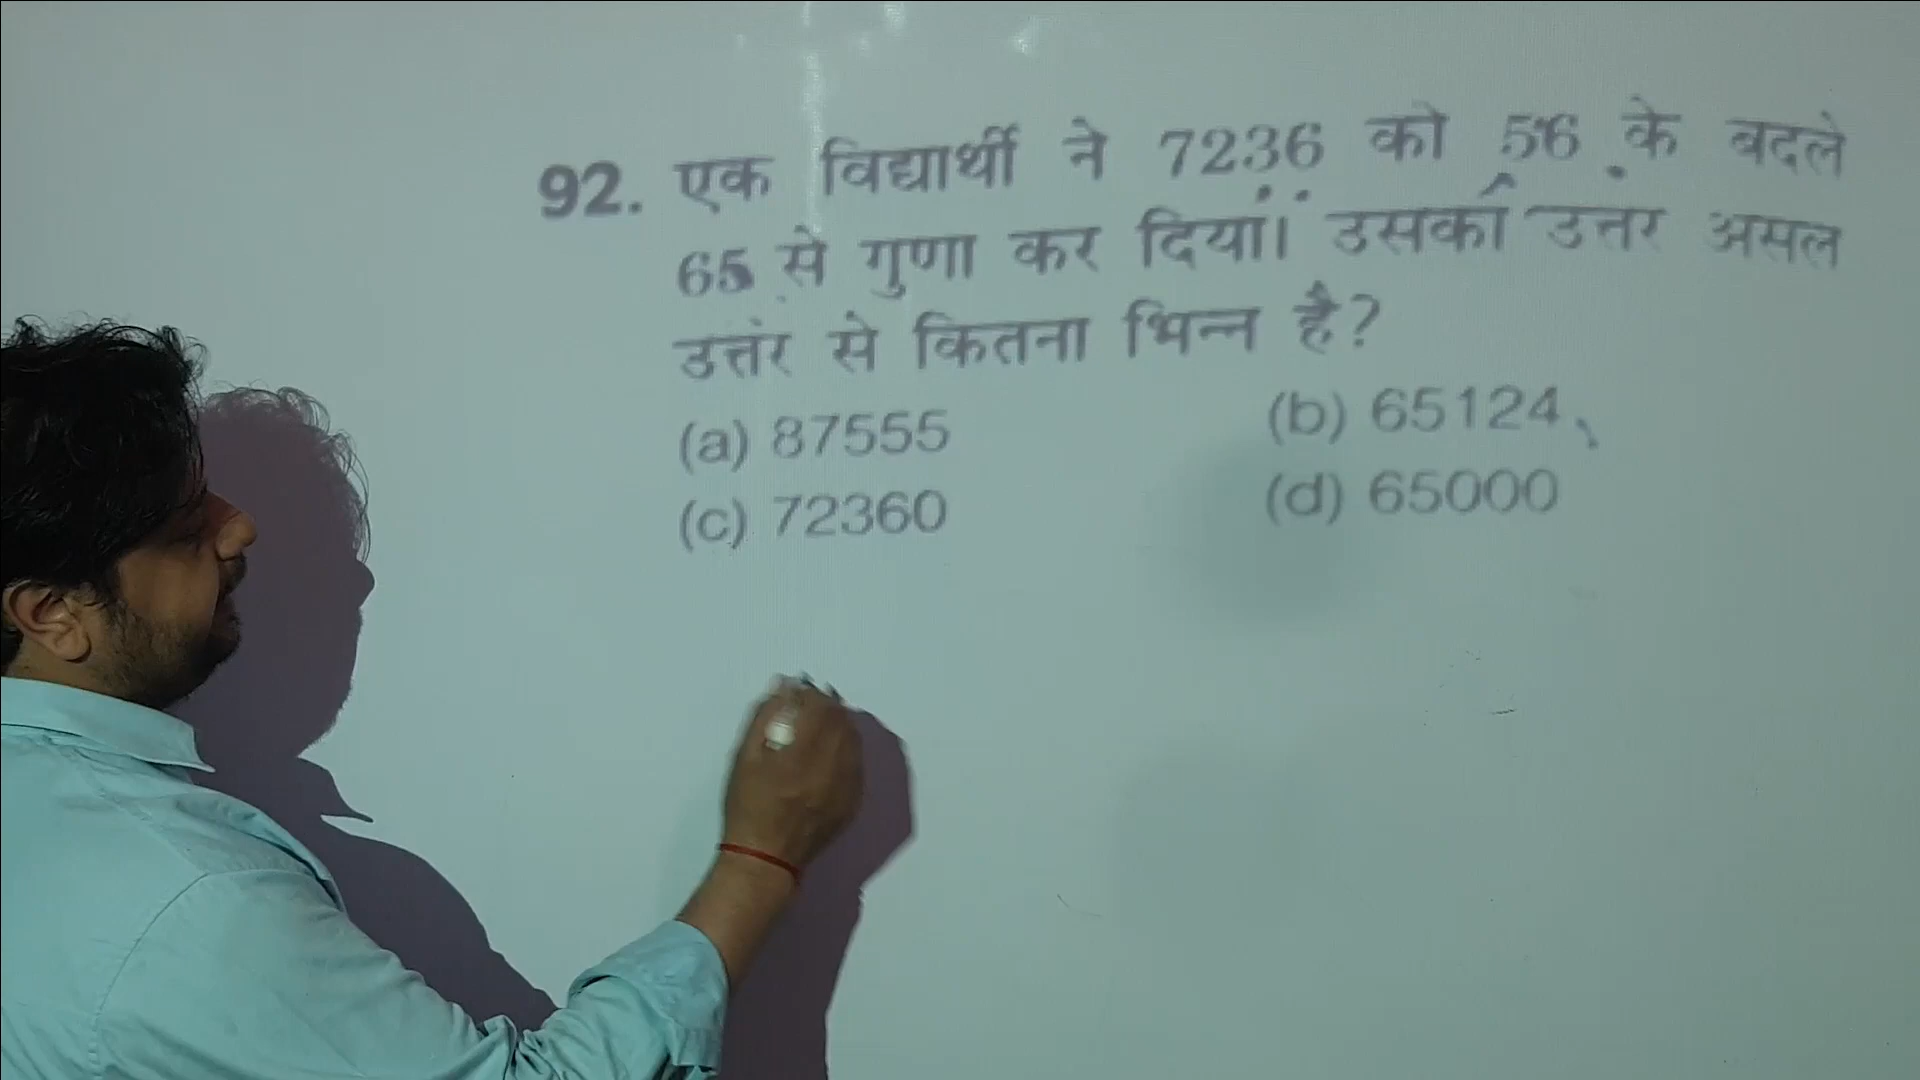 92. एक विद्यार्थी ने 7236 को 56 के बदले
65 से गुणा कर दिया। उसका उत्तर असल
उत्तर से कितना भिन्न है?
(a) 87555 (b) 65124
(c) 72360 (d) 65000